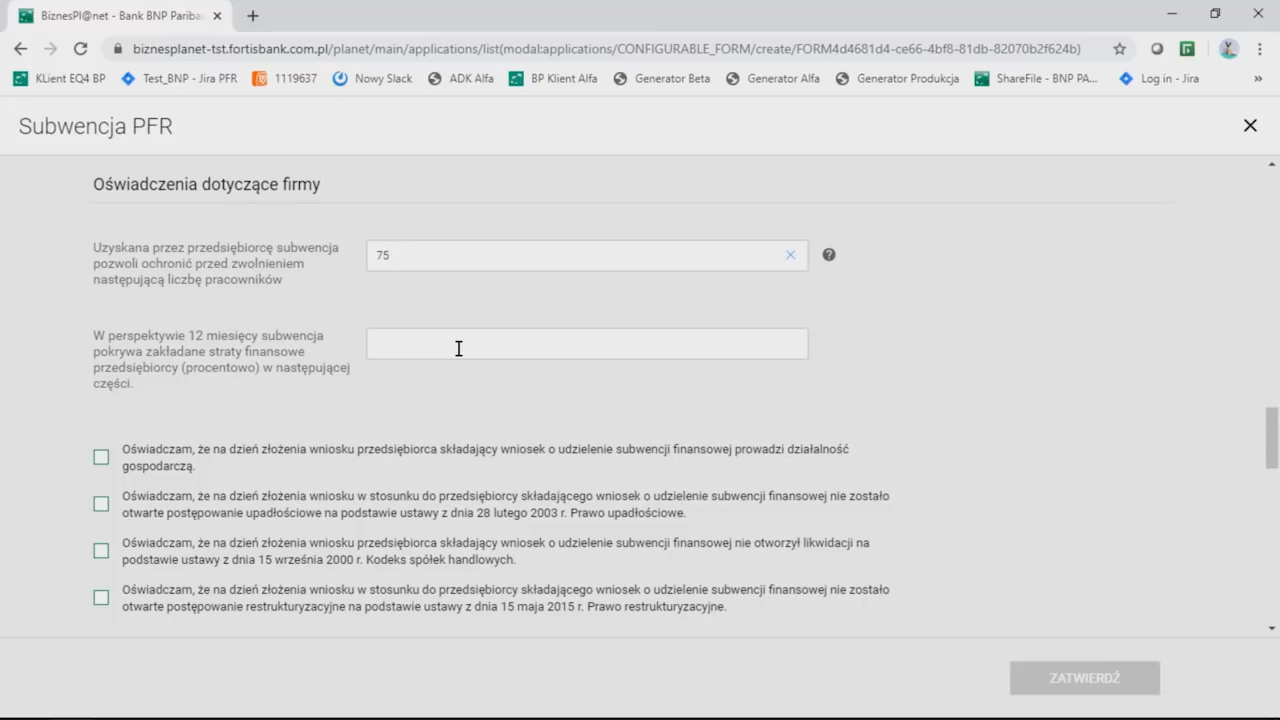 BiznesPl@net - Bank BNP Pariba
biznesplanet-tst.fortisbank.com.pl/planet/main/applications/list(modal:applications/CONFIGURABLE_FORM/create/FORM4d4681d4-ce66-4bf8-81db-82070b2f624b)
KLient EQ4 BP
Test_BNP - Jira PFR
1119637
Nowy Slack
ADK Alfa
BP Klient Alfa
Generator Beta
Generator Alfa
Generator Produkcja
ShareFile - BNP PA...
Log in - Jira
»
Subwencja PFR
Oświadczenia dotyczące firmy
Uzyskana przez przedsiębiorcę subwencja
pozwoli ochronić przed zwolnieniem
następującą liczbę pracowników
75
W perspektywie 12 miesięcy subwencja
pokrywa zakładane straty finansowe
przedsiębiorcy (procentowo) w następującej
części.
Oświadczam, że na dzień złożenia wniosku przedsiębiorca składający wniosek o udzielenie subwencji finansowej prowadzi działalność
gospodarczą.
Oświadczam, że na dzień złożenia wniosku w stosunku do przedsiębiorcy składającego wniosek o udzielenie subwencji finansowej nie zostało
otwarte postępowanie upadłościowe na podstawie ustawy z dnia 28 lutego 2003 r. Prawo upadłościowe.
Oświadczam, że na dzień złożenia wniosku przedsiębiorca składający wniosek o udzielenie subwencji finansowej nie otworzył likwidacji na
podstawie ustawy z dnia 15 września 2000 r. Kodeks spółek handlowych.
Oświadczam, że na dzień złożenia wniosku w stosunku do przedsiębiorcy składającego wniosek o udzielenie subwencji finansowej nie zostało
otwarte postępowanie restrukturyzacyjne na podstawie ustawy z dnia 15 maja 2015 r. Prawo restrukturyzacyjne.
ZATWIERDŹ